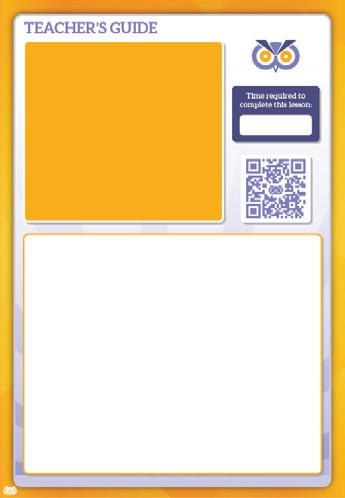 TEACHER'S GUIDE
Time required to
complete this lesson: